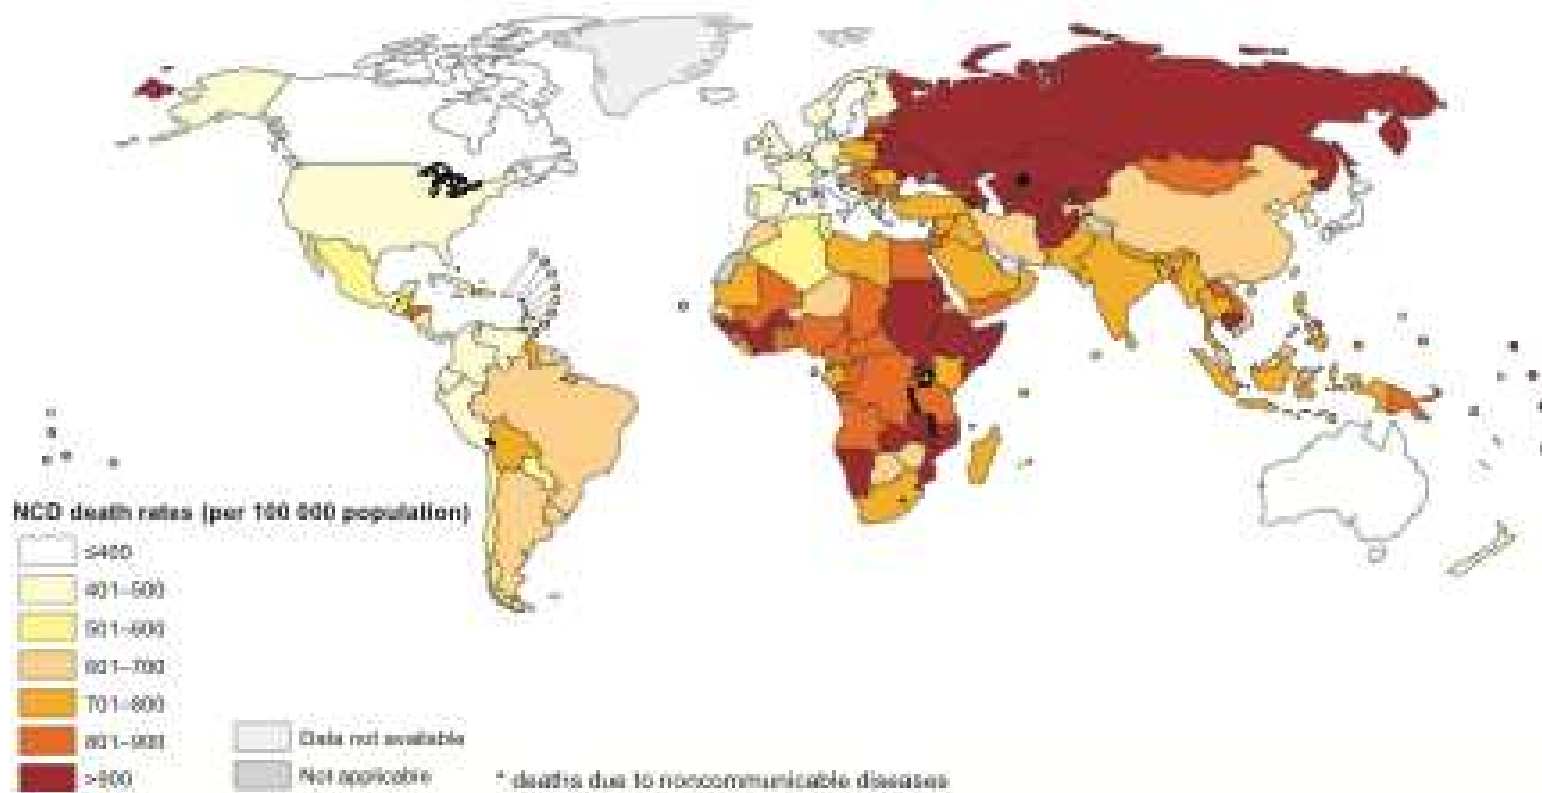 NCD death rates (per 100 000 population)
≤400
401–500
501–600
601–700
701–800
801–900
>900
Data not available
Not applicable
* deaths due to noncommunicable diseases